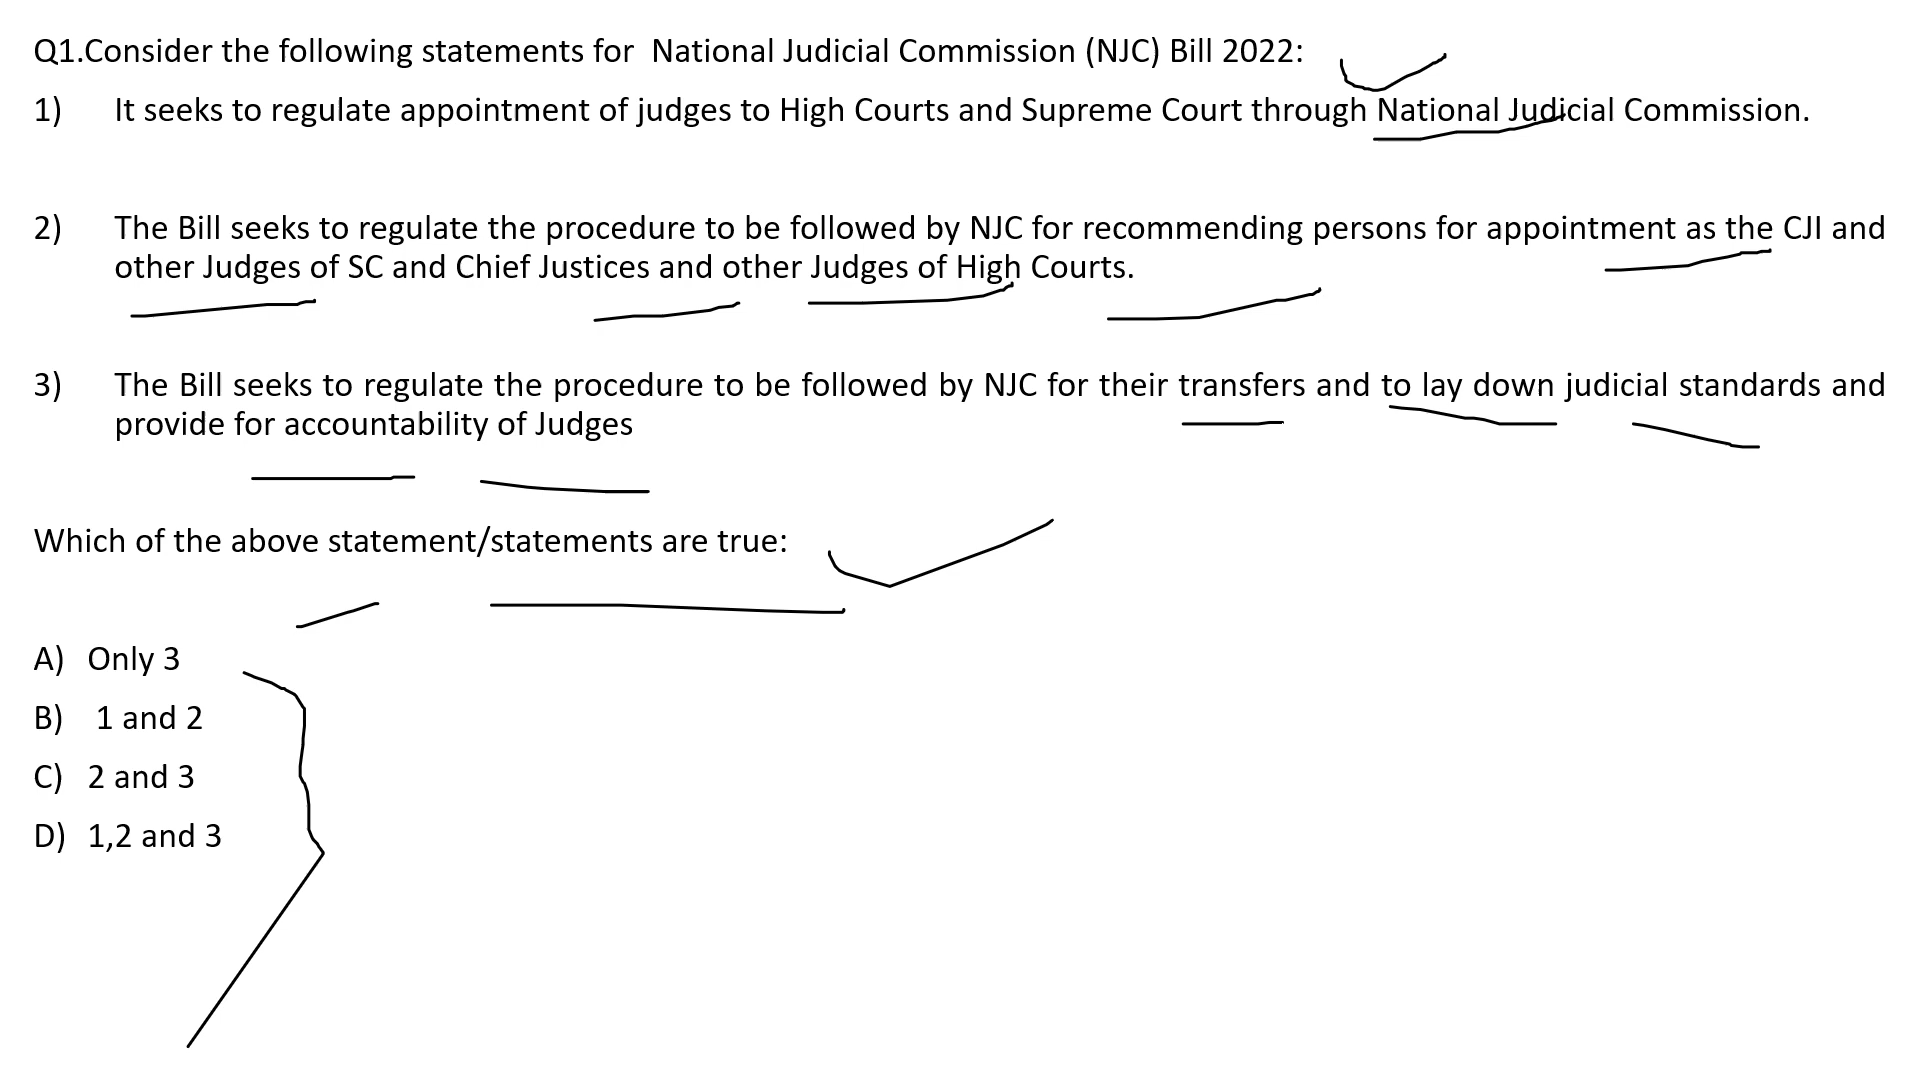 Q1.Consider the following statements for National Judicial Commission (NJC) Bill 2022:
1) It seeks to regulate appointment of judges to High Courts and Supreme Court through National Judicial Commission.
2) The Bill seeks to regulate the procedure to be followed by NJC for recommending persons for appointment as the CJI and
other Judges of SC and Chief Justices and other Judges of High Courts.
3) The Bill seeks to regulate the procedure to be followed by NJC for their transfers and to lay down judicial standards and
provide for accountability of Judges
Which of the above statement/statements are true:
A) Only 3
B) 1 and 2
C) 2 and 3
D) 1,2 and 3